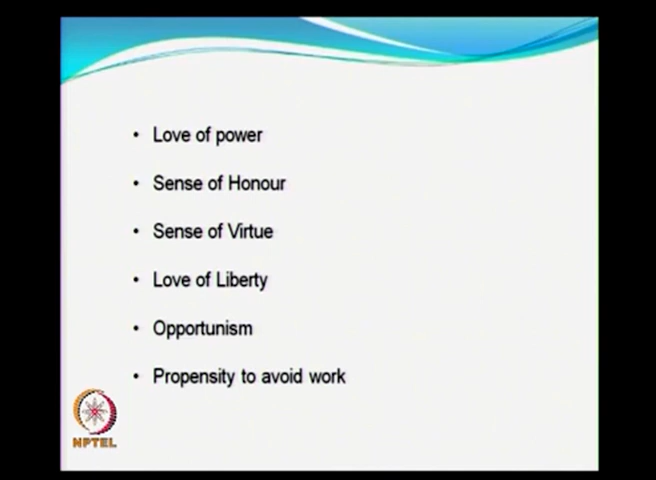 • Love of power
• Sense of Honour
• Sense of Virtue
• Love of Liberty
• Opportunism
• Propensity to avoid work
NPTEL